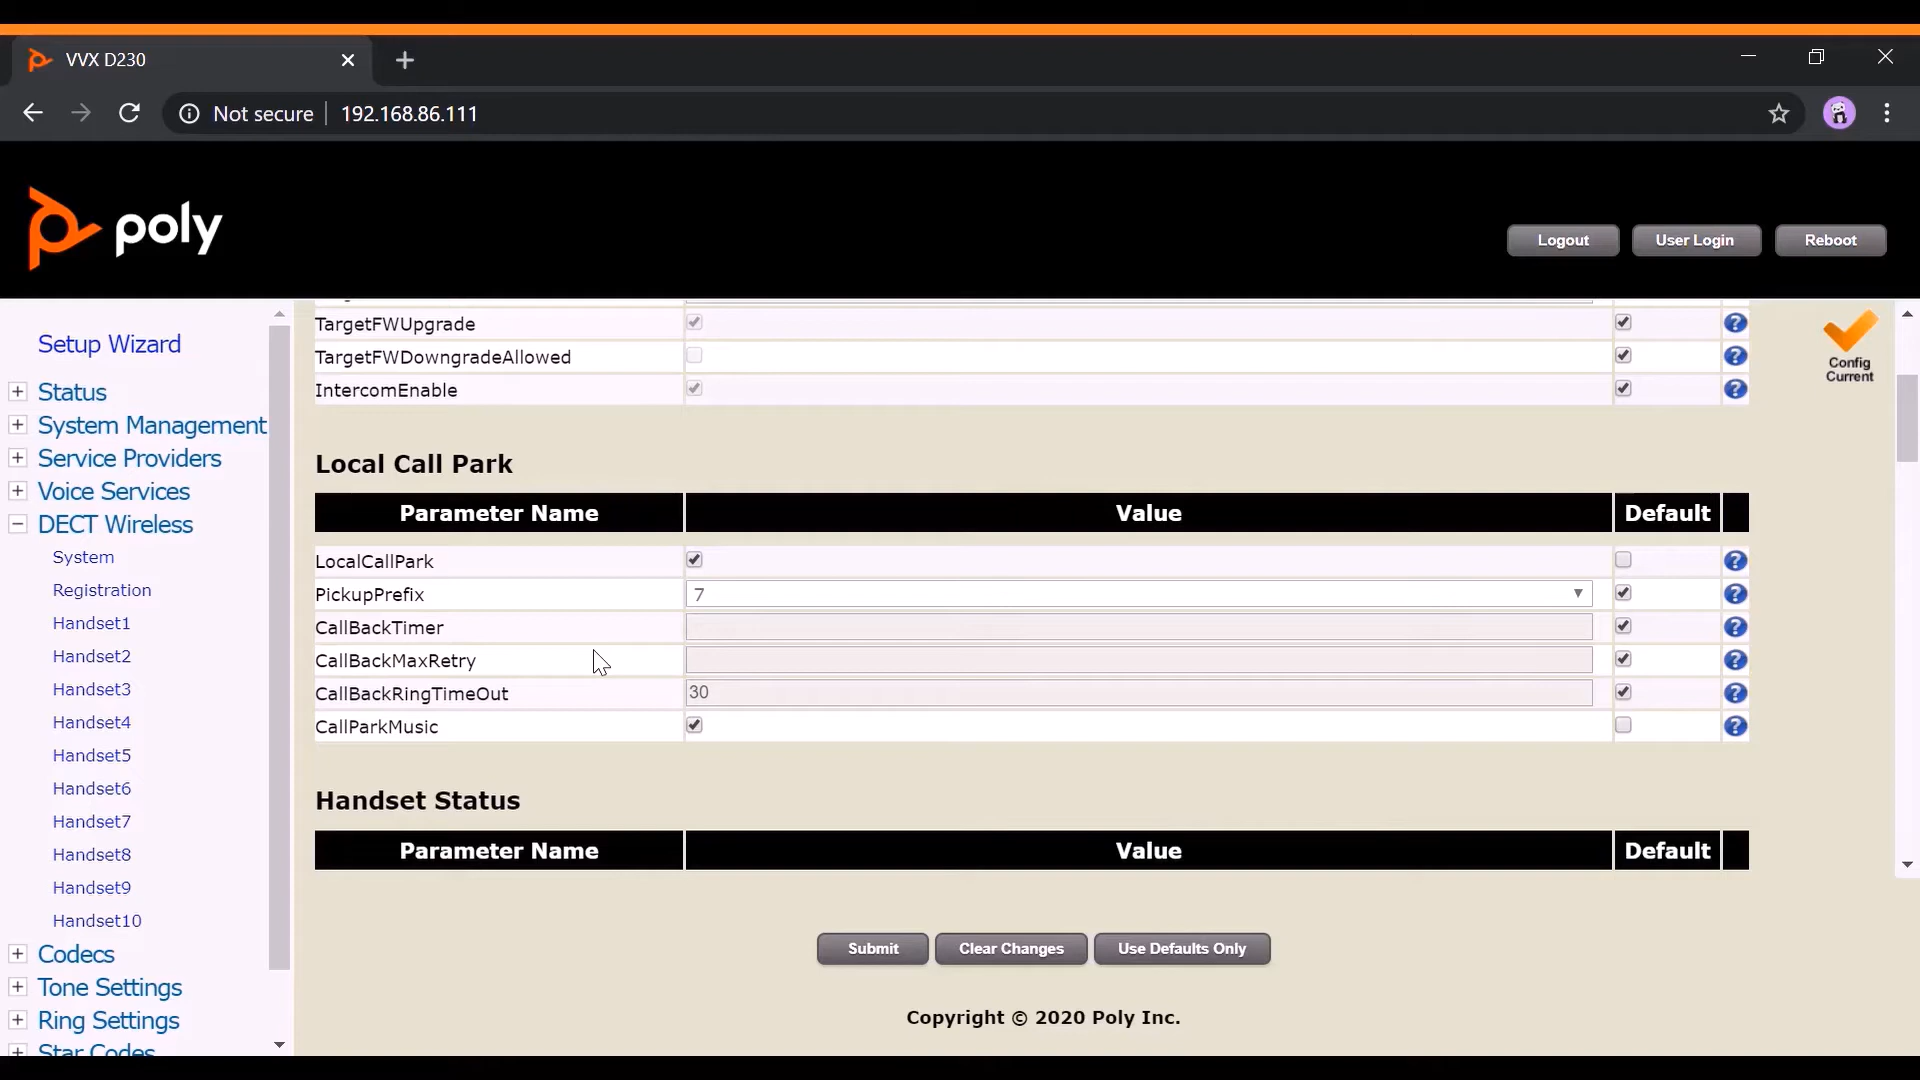 VVX D230
Not secure 192.168.86.111
poly
Logout User Login Reboot
Setup Wizard
Status
System Management
Service Providers
Voice Services
DECT Wireless
System
Registration
Handset1
Handset2
Handset3
Handset4
Handset5
Handset6
Handset7
Handset8
Handset9
Handset10
Codecs
Tone Settings
Ring Settings
Star Codes
TargetFWUpgrade
TargetFWDowngradeAllowed
IntercomEnable
Config
Current
Local Call Park
Parameter Name Value Default
LocalCallPark
PickupPrefix 7
CallBackTimer
CallBackMaxRetry
CallBackRingTimeOut 30
CallParkMusic
Handset Status
Parameter Name Value Default
Submit Clear Changes Use Defaults Only
Copyright © 2020 Poly Inc.